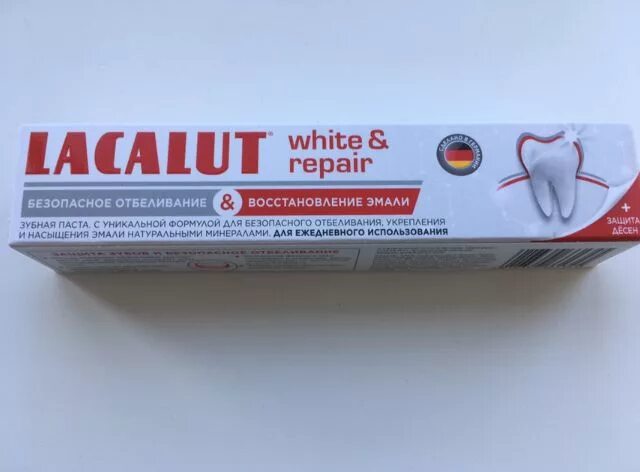 LACALUT® white & repair
СДЕЛАНО В ГЕРМАНИИ
БЕЗОПАСНОЕ ОТБЕЛИВАНИЕ & ВОССТАНОВЛЕНИЕ ЭМАЛИ
ЗУБНАЯ ПАСТА. С УНИКАЛЬНОЙ ФОРМУЛОЙ ДЛЯ БЕЗОПАСНОГО ОТБЕЛИВАНИЯ, УКРЕПЛЕНИЯ
И НАСЫЩЕНИЯ ЭМАЛИ НАТУРАЛЬНЫМИ МИНЕРАЛАМИ. ДЛЯ ЕЖЕДНЕВНОГО ИСПОЛЬЗОВАНИЯ
+
ЗАЩИТА
ДЁСЕН
ЗАЩИТА ЗУБОВ И БЕЗОПАСНОЕ ОТБЕЛИВАНИЕ